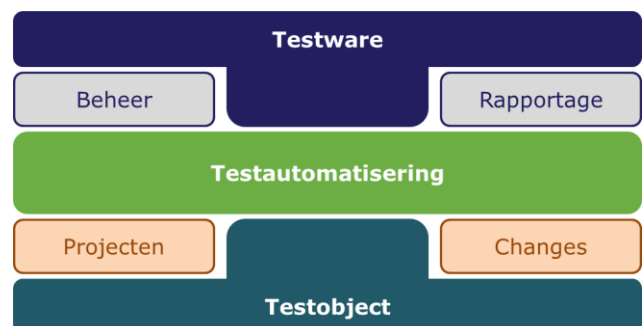 Testware
Beheer
Rapportage
Testautomatisering
Projecten
Changes
Testobject